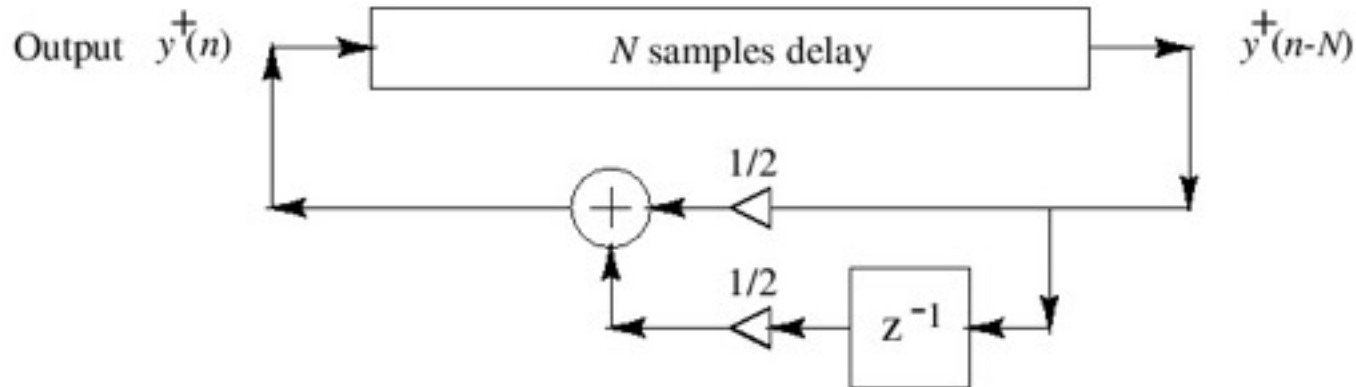 Output y⁺(n) N samples delay y⁺(n-N)
1/2
+
1/2
z⁻¹